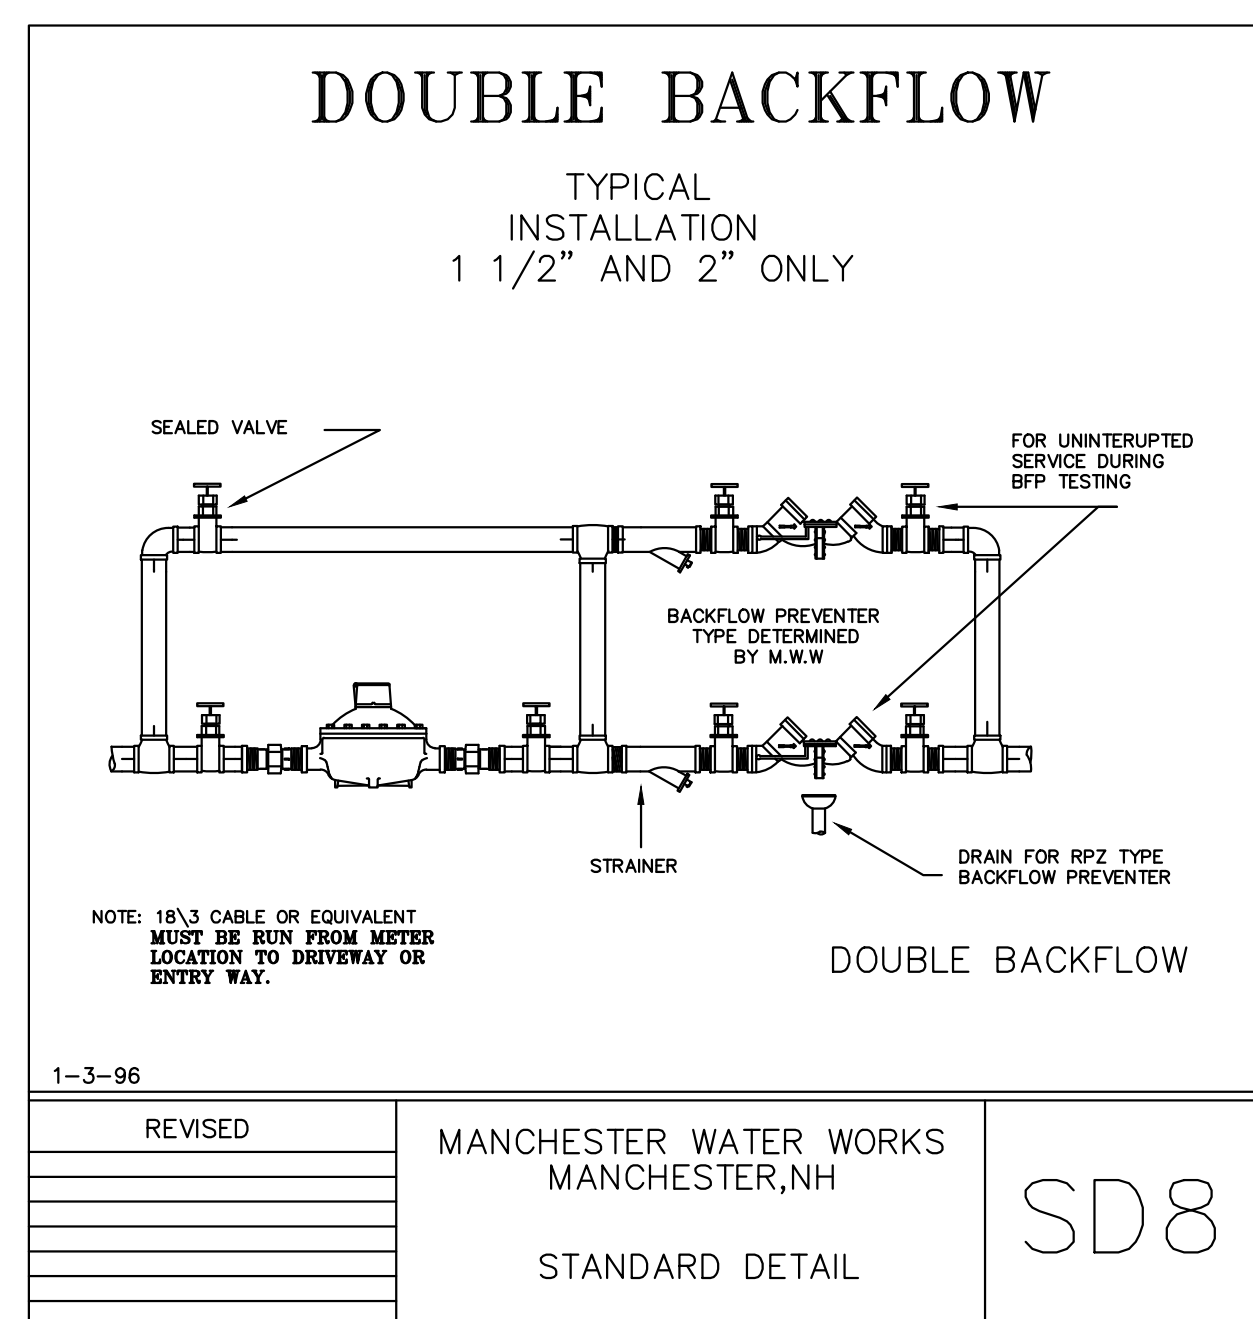 DOUBLE BACKFLOW
TYPICAL
INSTALLATION
1 1/2” AND 2” ONLY
SEALED VALVE
FOR UNINTERUPTED
SERVICE DURING
BFP TESTING
BACKFLOW PREVENTER
TYPE DETERMINED
BY M.W.W
STRAINER
DRAIN FOR RPZ TYPE
BACKFLOW PREVENTER
NOTE: 18\3 CABLE OR EQUIVALENT
MUST BE RUN FROM METER
LOCATION TO DRIVEWAY OR
ENTRY WAY.
DOUBLE BACKFLOW
1-3-96
REVISED
MANCHESTER WATER WORKS
MANCHESTER,NH
STANDARD DETAIL
SD8